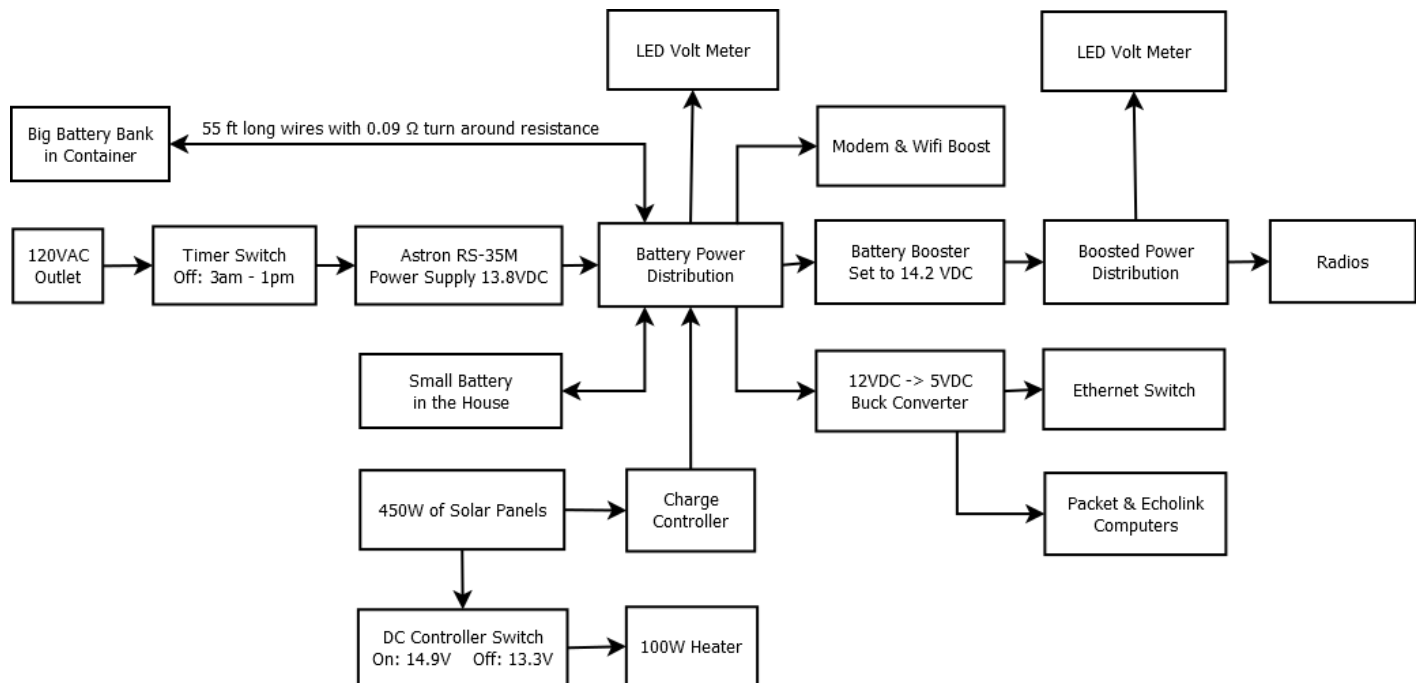 LED Volt Meter
LED Volt Meter
55 ft long wires with 0.09 Ω turn around resistance
Big Battery Bank
in Container
Modem & Wifi Boost
120VAC
Outlet
Timer Switch
Off: 3am - 1pm
Astron RS-35M
Power Supply 13.8VDC
Battery Power
Distribution
Battery Booster
Set to 14.2 VDC
Boosted Power
Distribution
Radios
Small Battery
in the House
12VDC -> 5VDC
Buck Converter
Ethernet Switch
450W of Solar Panels
Charge
Controller
Packet & Echolink
Computers
DC Controller Switch
On: 14.9V Off: 13.3V
100W Heater